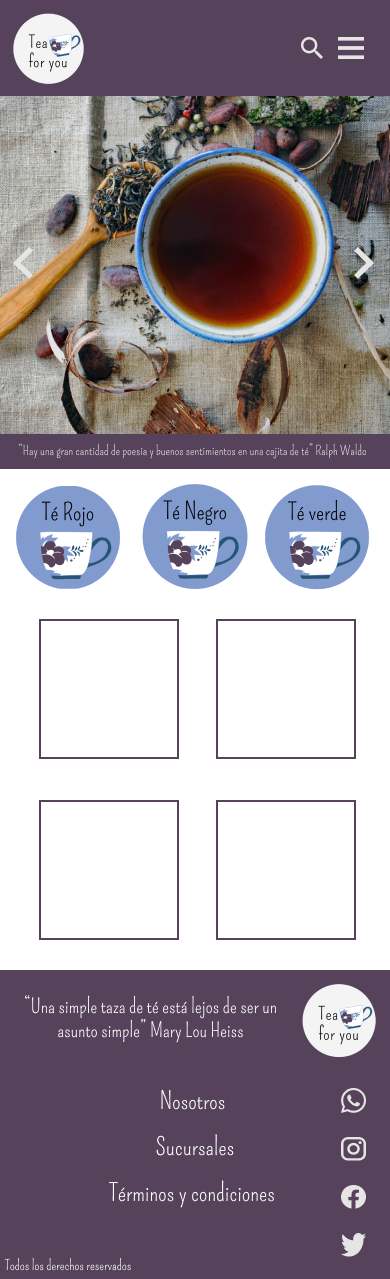 Tea
for you
“Hay una gran cantidad de poesía y buenos sentimientos en una cajita de té” Ralph Waldo
Té Rojo
Té Negro
Té verde
“Una simple taza de té está lejos de ser un
asunto simple” Mary Lou Heiss
Tea
for you
Nosotros
Sucursales
Términos y condiciones
Todos los derechos reservados